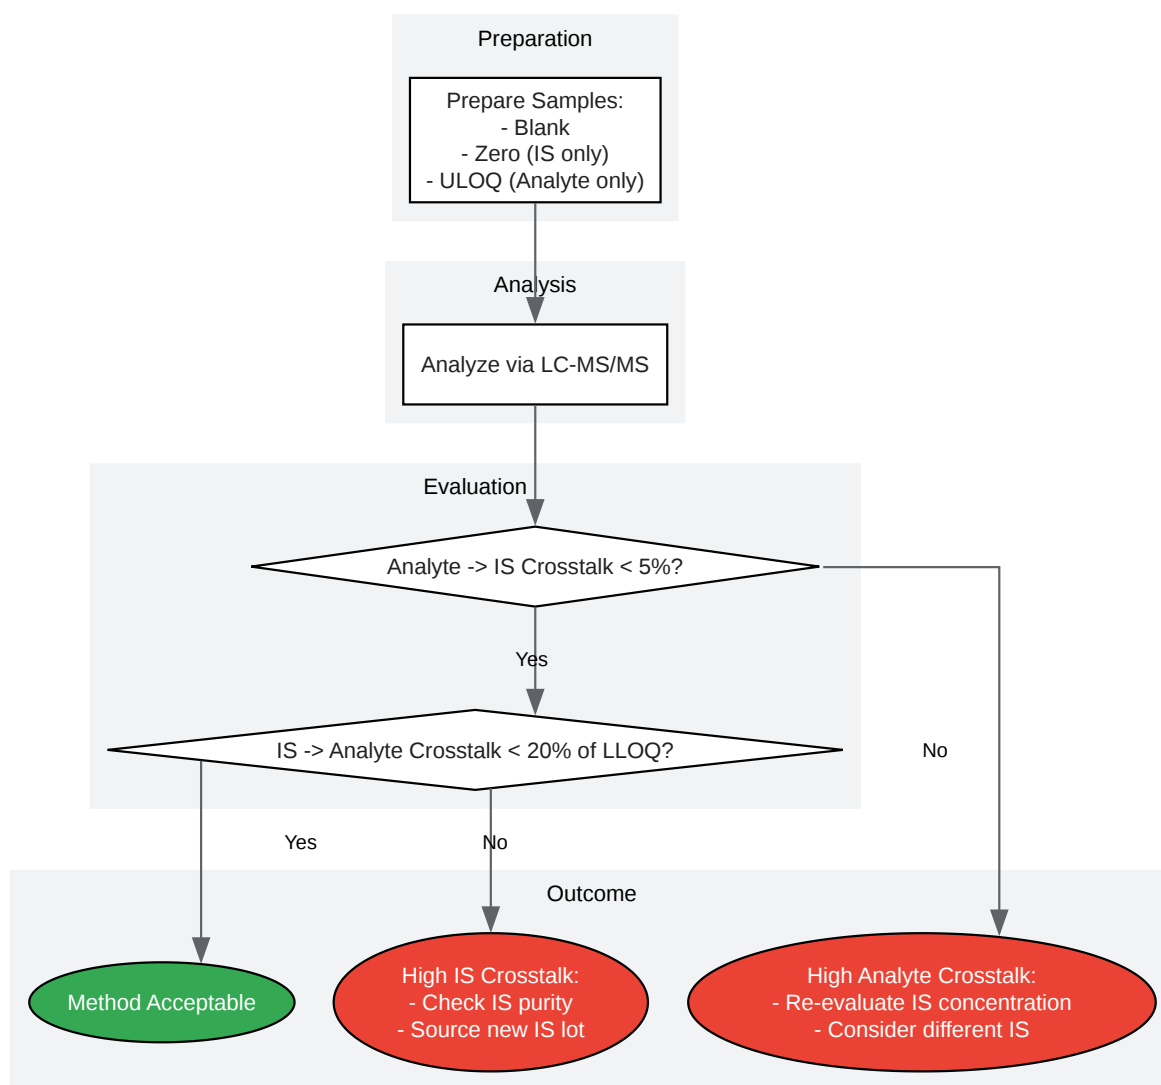 Preparation
Prepare Samples:
- Blank
- Zero (IS only)
- ULOQ (Analyte only)
Analysis
Analyze via LC-MS/MS
Evaluation
Analyte -> IS Crosstalk < 5%?
Yes
IS -> Analyte Crosstalk < 20% of LLOQ?
No
Yes
No
Outcome
Method Acceptable
High IS Crosstalk:
- Check IS purity
- Source new IS lot
High Analyte Crosstalk:
- Re-evaluate IS concentration
- Consider different IS